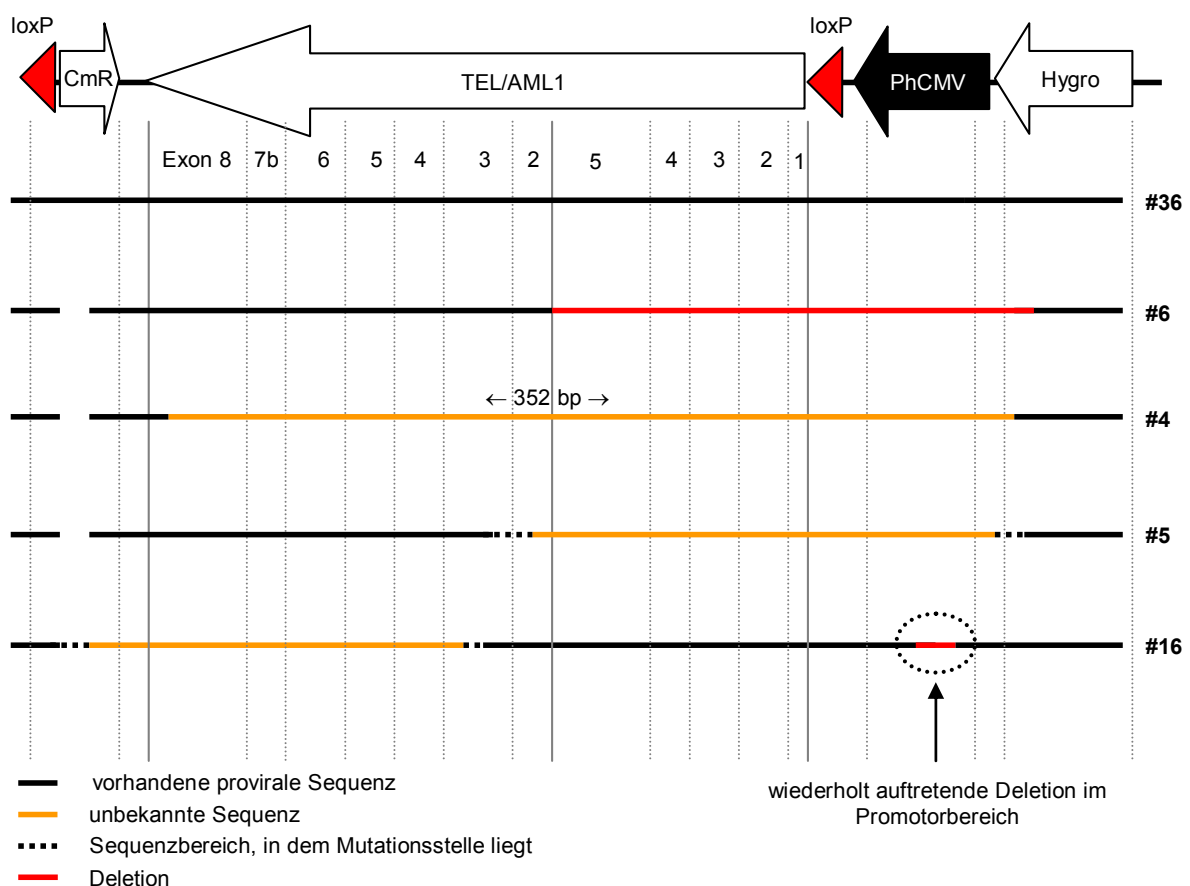 loxP
loxP
CmR
TEL/AML1
PhCMV
Hygro
Exon 8 7b 6 5 4 3 2 5 4 3 2 1
#36
#6
← 352 bp →
#4
#5
#16
vorhandene provirale Sequenz
unbekannte Sequenz
Sequenzbereich, in dem Mutationsstelle liegt
Deletion
wiederholt auftretende Deletion im
Promotorbereich